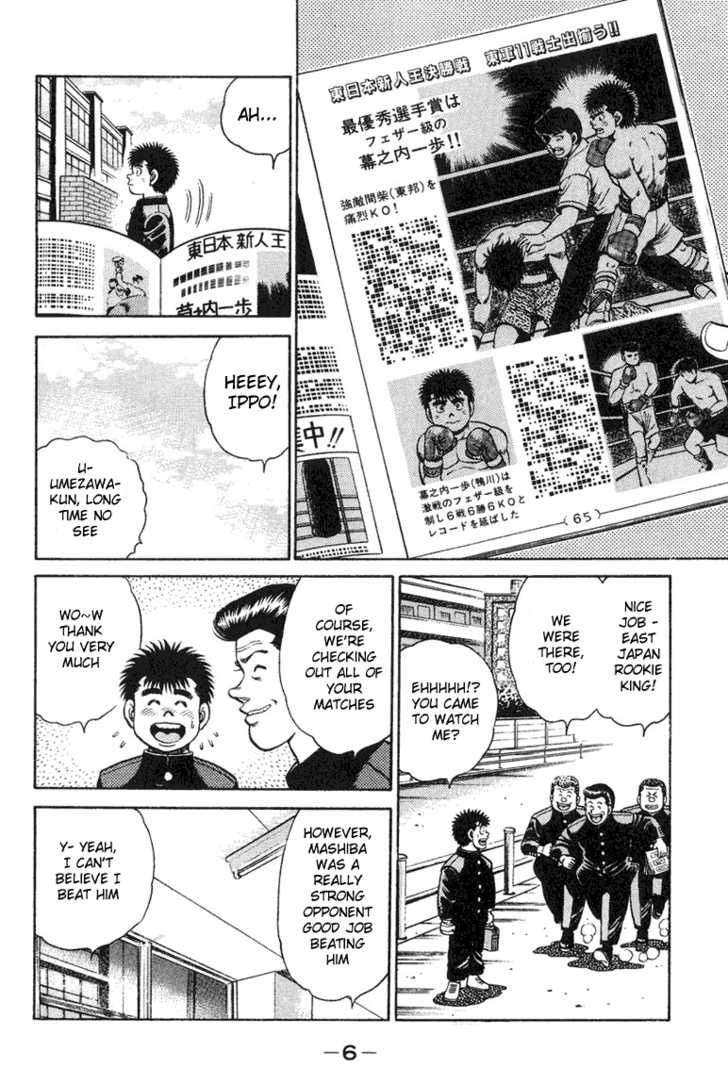 東日本新人王決勝戦 東軍11戦士出揃う!!
最優秀選手賞は
フェザー級の
幕之内一歩!!
強敵間柴(東邦)を
痛烈KO!
幕之内一歩(鴨川)は
激戦のフェザー級を
制し6戦6勝6KOと
レコードを延ばした
(65)
中!!
AH...
東日本新人王
幕之内一歩
HEEEY,
IPPO!
U-
UMEZAWA-
KUN, LONG
TIME NO
SEE
NICE
JOB -
EAST
JAPAN
ROOKIE
KING!
WE
WERE
THERE,
TOO!
EHHHHH!?
YOU CAME
TO WATCH
ME?
OF
COURSE,
WE'RE
CHECKING
OUT ALL OF
YOUR
MATCHES
WO~W
THANK
YOU VERY
MUCH
HOWEVER,
MASHIBA
WAS A
REALLY
STRONG
OPPONENT
GOOD JOB
BEATING
HIM
Y- YEAH,
I CAN'T
BELIEVE I
BEAT HIM
-6-